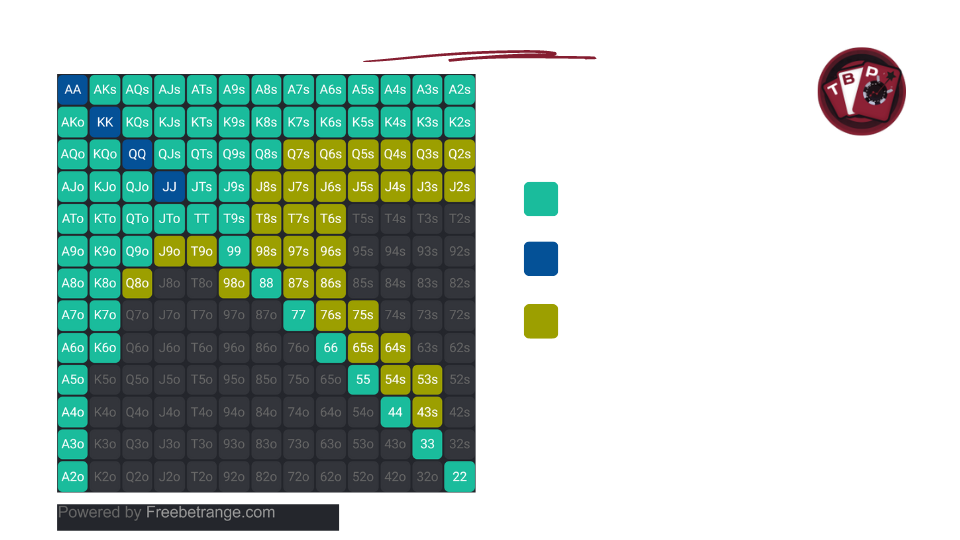 AA AKs AQs AJs ATs A9s A8s A7s A6s A5s A4s A3s A2s
AKo KK KQs KJs KTs K9s K8s K7s K6s K5s K4s K3s K2s
AQo KQo QQ QJs QTs Q9s Q8s Q7s Q6s Q5s Q4s Q3s Q2s
AJo KJo QJo JJ JTs J9s J8s J7s J6s J5s J4s J3s J2s
ATo KTo QTo JTo TT T9s T8s T7s T6s T5s T4s T3s T2s
A9o K9o Q9o J9o T9o 99 98s 97s 96s 95s 94s 93s 92s
A8o K8o Q8o J8o T8o 98o 88 87s 86s 85s 84s 83s 82s
A7o K7o Q7o J7o T7o 97o 87o 77 76s 75s 74s 73s 72s
A6o K6o Q6o J6o T6o 96o 86o 76o 66 65s 64s 63s 62s
A5o K5o Q5o J5o T5o 95o 85o 75o 65o 55 54s 53s 52s
A4o K4o Q4o J4o T4o 94o 84o 74o 64o 54o 44 43s 42s
A3o K3o Q3o J3o T3o 93o 83o 73o 63o 53o 43o 33 32s
A2o K2o Q2o J2o T2o 92o 82o 72o 62o 52o 42o 32o 22
Powered by Freebetrange.com
T B P